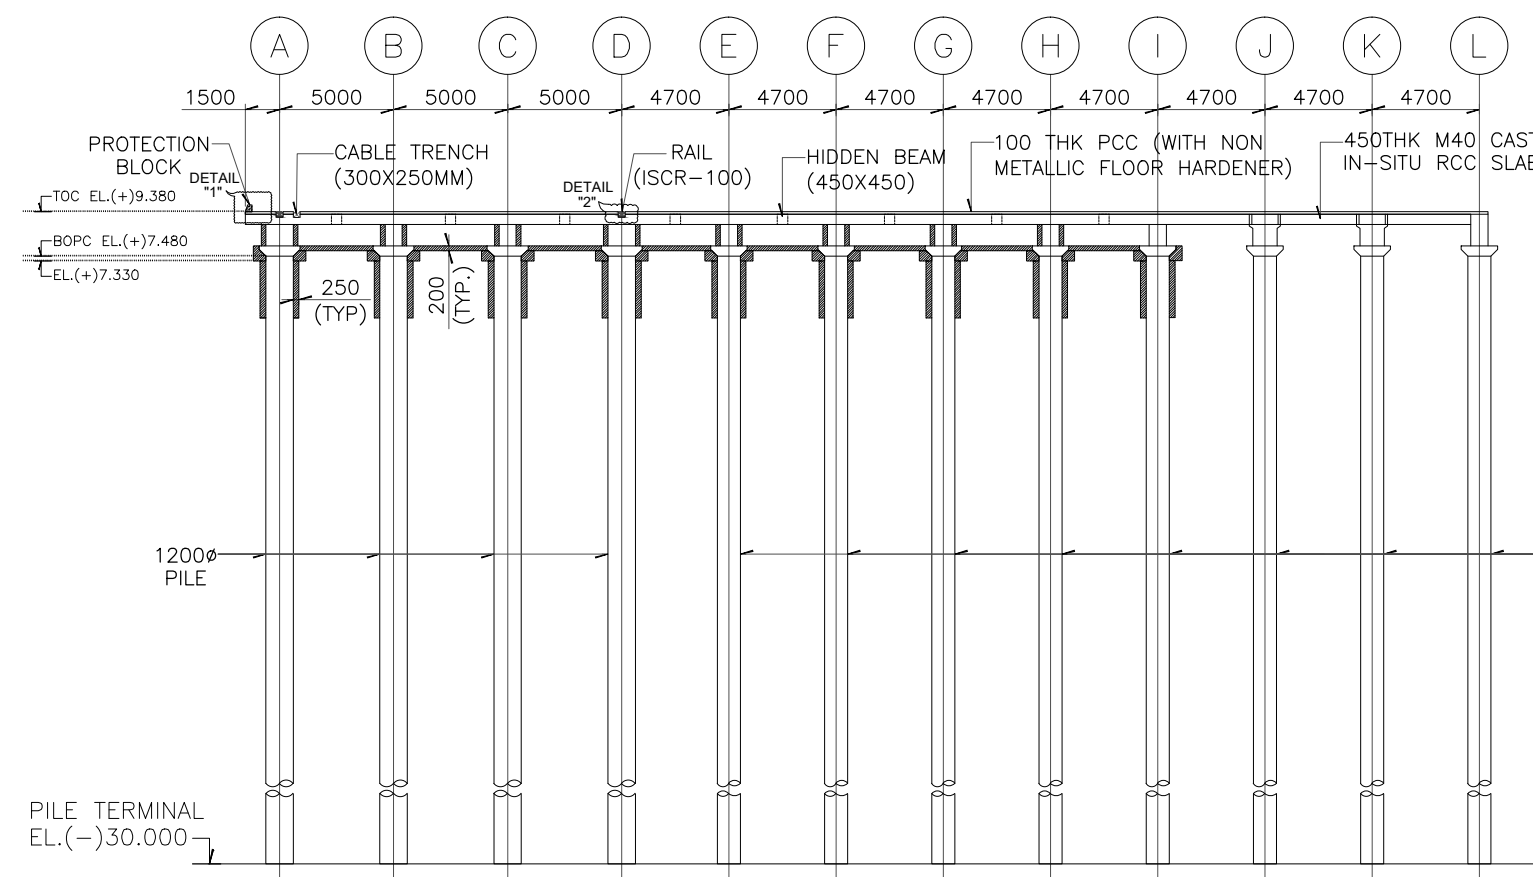 A B C D E F G H I J K L
1500 5000 5000 5000 4700 4700 4700 4700 4700 4700 4700 4700
PROTECTION
BLOCK
DETAIL
"1"
CABLE TRENCH
(300X250MM)
DETAIL
"2"
RAIL
(ISCR-100)
HIDDEN BEAM
(450X450)
100 THK PCC (WITH NON
METALLIC FLOOR HARDENER)
450THK M40 CAST
IN-SITU RCC SLAB
TOC EL.(+)9.380
BOPC EL.(+)7.480
EL.(+)7.330
250
(TYP)
200
(TYP.)
1200ø
PILE
PILE TERMINAL
EL.(-)30.000